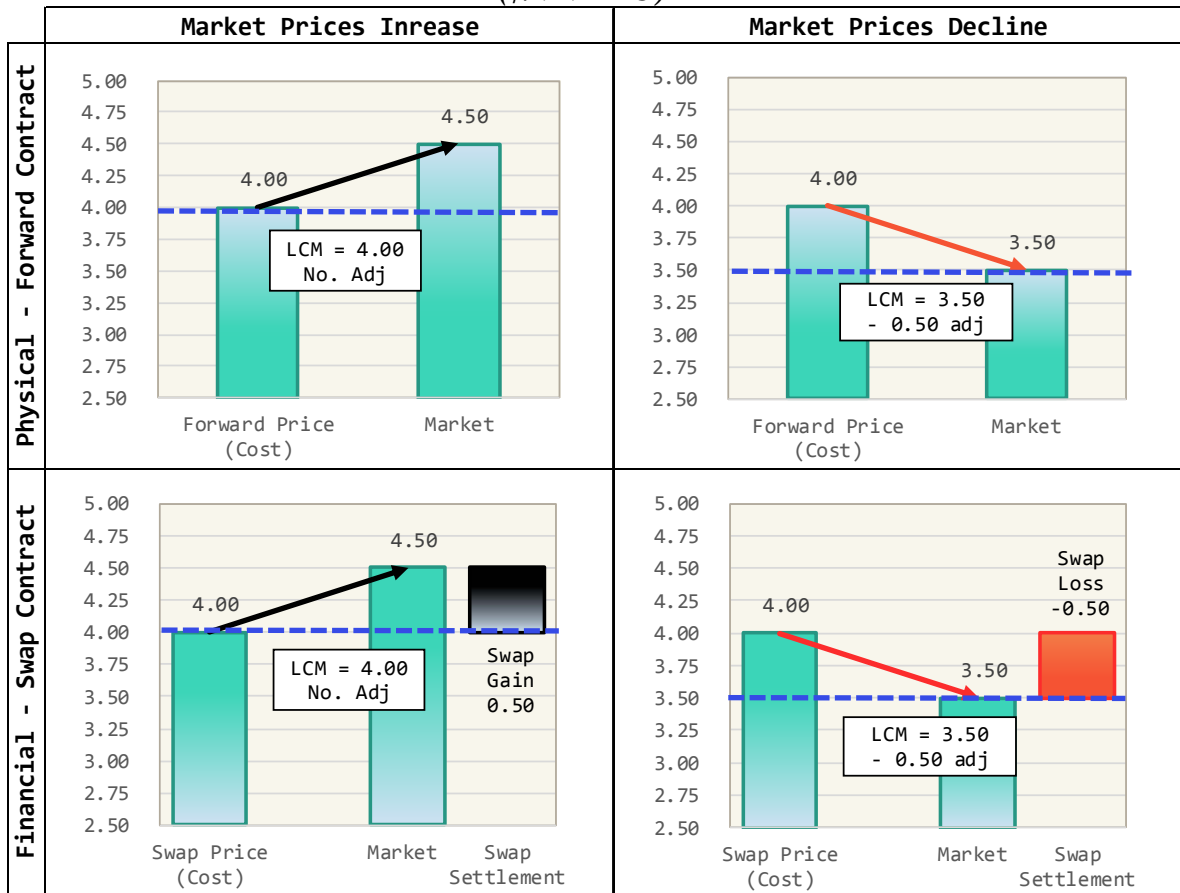 Market Prices Inrease
Market Prices Decline
Physical - Forward Contract
5.00
4.75
4.50
4.25
4.00
3.75
3.50
3.25
3.00
2.75
2.50
4.00
4.50
LCM = 4.00
No. Adj
Forward Price
(Cost)
Market
5.00
4.75
4.50
4.25
4.00
3.75
3.50
3.25
3.00
2.75
2.50
4.00
3.50
LCM = 3.50
- 0.50 adj
Forward Price
(Cost)
Market
Financial - Swap Contract
5.00
4.75
4.50
4.25
4.00
3.75
3.50
3.25
3.00
2.75
2.50
4.00
4.50
LCM = 4.00
No. Adj
Swap
Gain
0.50
Swap Price
(Cost)
Market
Swap
Settlement
5.00
4.75
4.50
4.25
4.00
3.75
3.50
3.25
3.00
2.75
2.50
4.00
3.50
Swap
Loss
-0.50
LCM = 3.50
- 0.50 adj
Swap Price
(Cost)
Market
Swap
Settlement